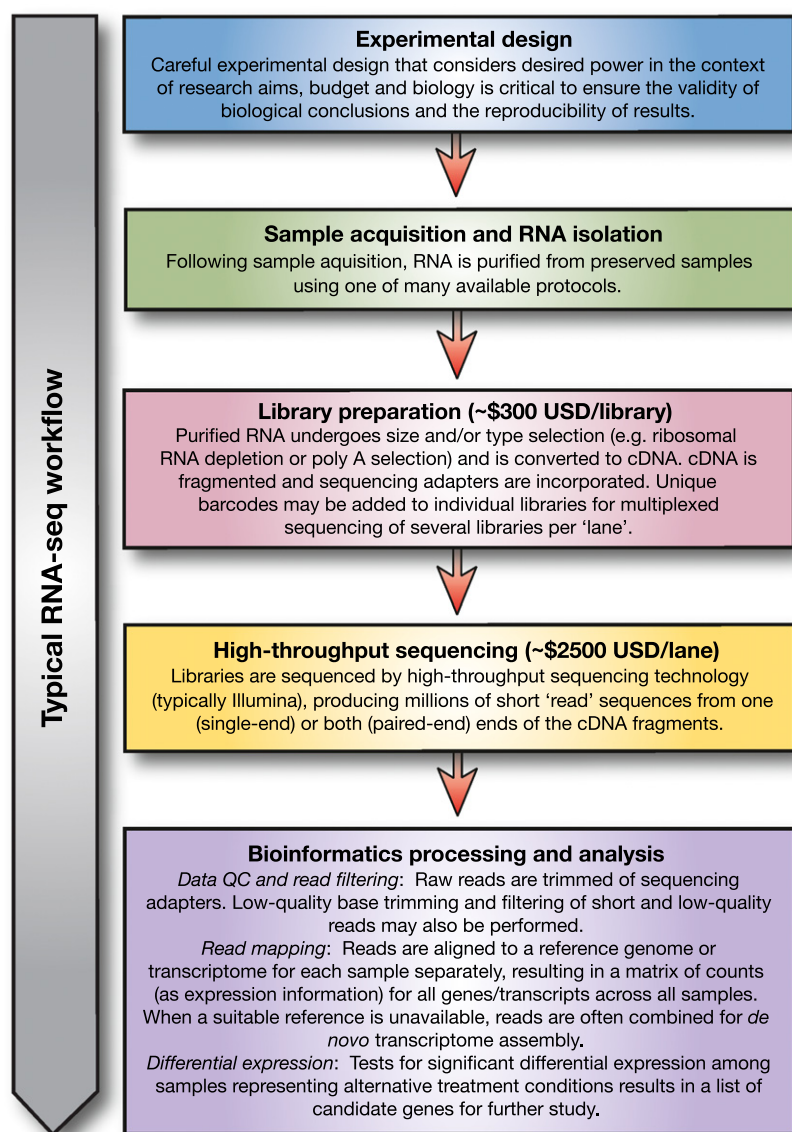 Typical RNA-seq workflow
Experimental design
Careful experimental design that considers desired power in the context
of research aims, budget and biology is critical to ensure the validity of
biological conclusions and the reproducibility of results.
Sample acquisition and RNA isolation
Following sample aquisition, RNA is purified from preserved samples
using one of many available protocols.
Library preparation (~$300 USD/library)
Purified RNA undergoes size and/or type selection (e.g. ribosomal
RNA depletion or poly A selection) and is converted to cDNA. cDNA is
fragmented and sequencing adapters are incorporated. Unique
barcodes may be added to individual libraries for multiplexed
sequencing of several libraries per ‘lane’.
High-throughput sequencing (~$2500 USD/lane)
Libraries are sequenced by high-throughput sequencing technology
(typically Illumina), producing millions of short ‘read’ sequences from one
(single-end) or both (paired-end) ends of the cDNA fragments.
Bioinformatics processing and analysis
Data QC and read filtering: Raw reads are trimmed of sequencing
adapters. Low-quality base trimming and filtering of short and low-quality
reads may also be performed.
Read mapping: Reads are aligned to a reference genome or
transcriptome for each sample separately, resulting in a matrix of counts
(as expression information) for all genes/transcripts across all samples.
When a suitable reference is unavailable, reads are often combined for de
novo transcriptome assembly.
Differential expression: Tests for significant differential expression among
samples representing alternative treatment conditions results in a list of
candidate genes for further study.